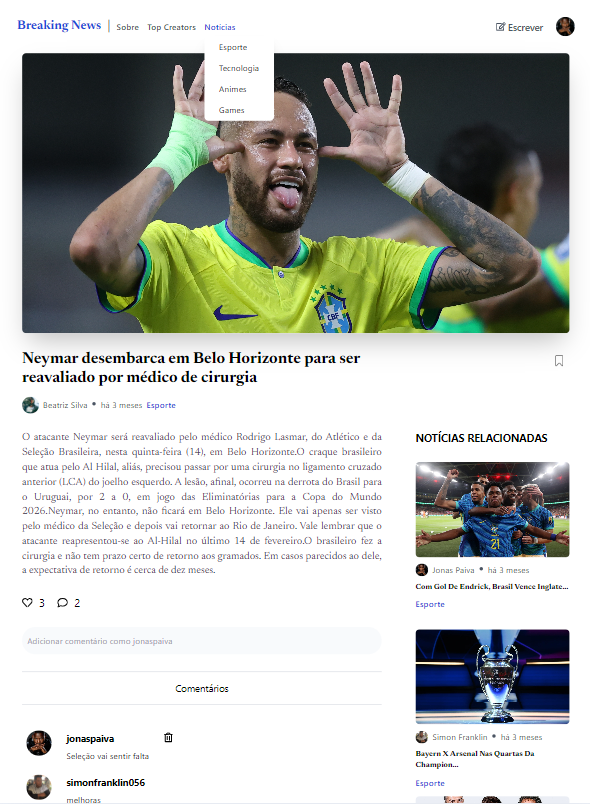 Breaking News | Sobre Top Creators Notícias Escrever
Esporte
Tecnologia
Animes
Games
CBF
Neymar desembarca em Belo Horizonte para ser
reavaliado por médico de cirurgia
Beatriz Silva • há 3 meses Esporte
O atacante Neymar será reavaliado pelo médico Rodrigo Lasmar, do Atlético e da
Seleção Brasileira, nesta quinta-feira (14), em Belo Horizonte.O craque brasileiro
que atua pelo Al Hilal, aliás, precisou passar por uma cirurgia no ligamento cruzado
anterior (LCA) do joelho esquerdo. A lesão, afinal, ocorreu na derrota do Brasil para
o Uruguai, por 2 a 0, em jogo das Eliminatórias para a Copa do Mundo
2026.Neymar, no entanto, não ficará em Belo Horizonte. Ele vai apenas ser visto
pelo médico da Seleção e depois vai retornar ao Rio de Janeiro. Vale lembrar que o
atacante reapresentou-se ao Al-Hilal no último 14 de fevereiro.O brasileiro fez a
cirurgia e não tem prazo certo de retorno aos gramados. Em casos parecidos ao dele,
a expectativa de retorno é cerca de dez meses.
3 2
Adicionar comentário como jonaspaiva
Comentários
jonaspaiva
Seleção vai sentir falta
simonfranklin056
melhoras
NOTÍCIAS RELACIONADAS
21
Jonas Paiva • há 3 meses
Com Gol De Endrick, Brasil Vence Inglate...
Esporte
Simon Franklin • há 3 meses
Bayern X Arsenal Nas Quartas Da
Champion...
Esporte